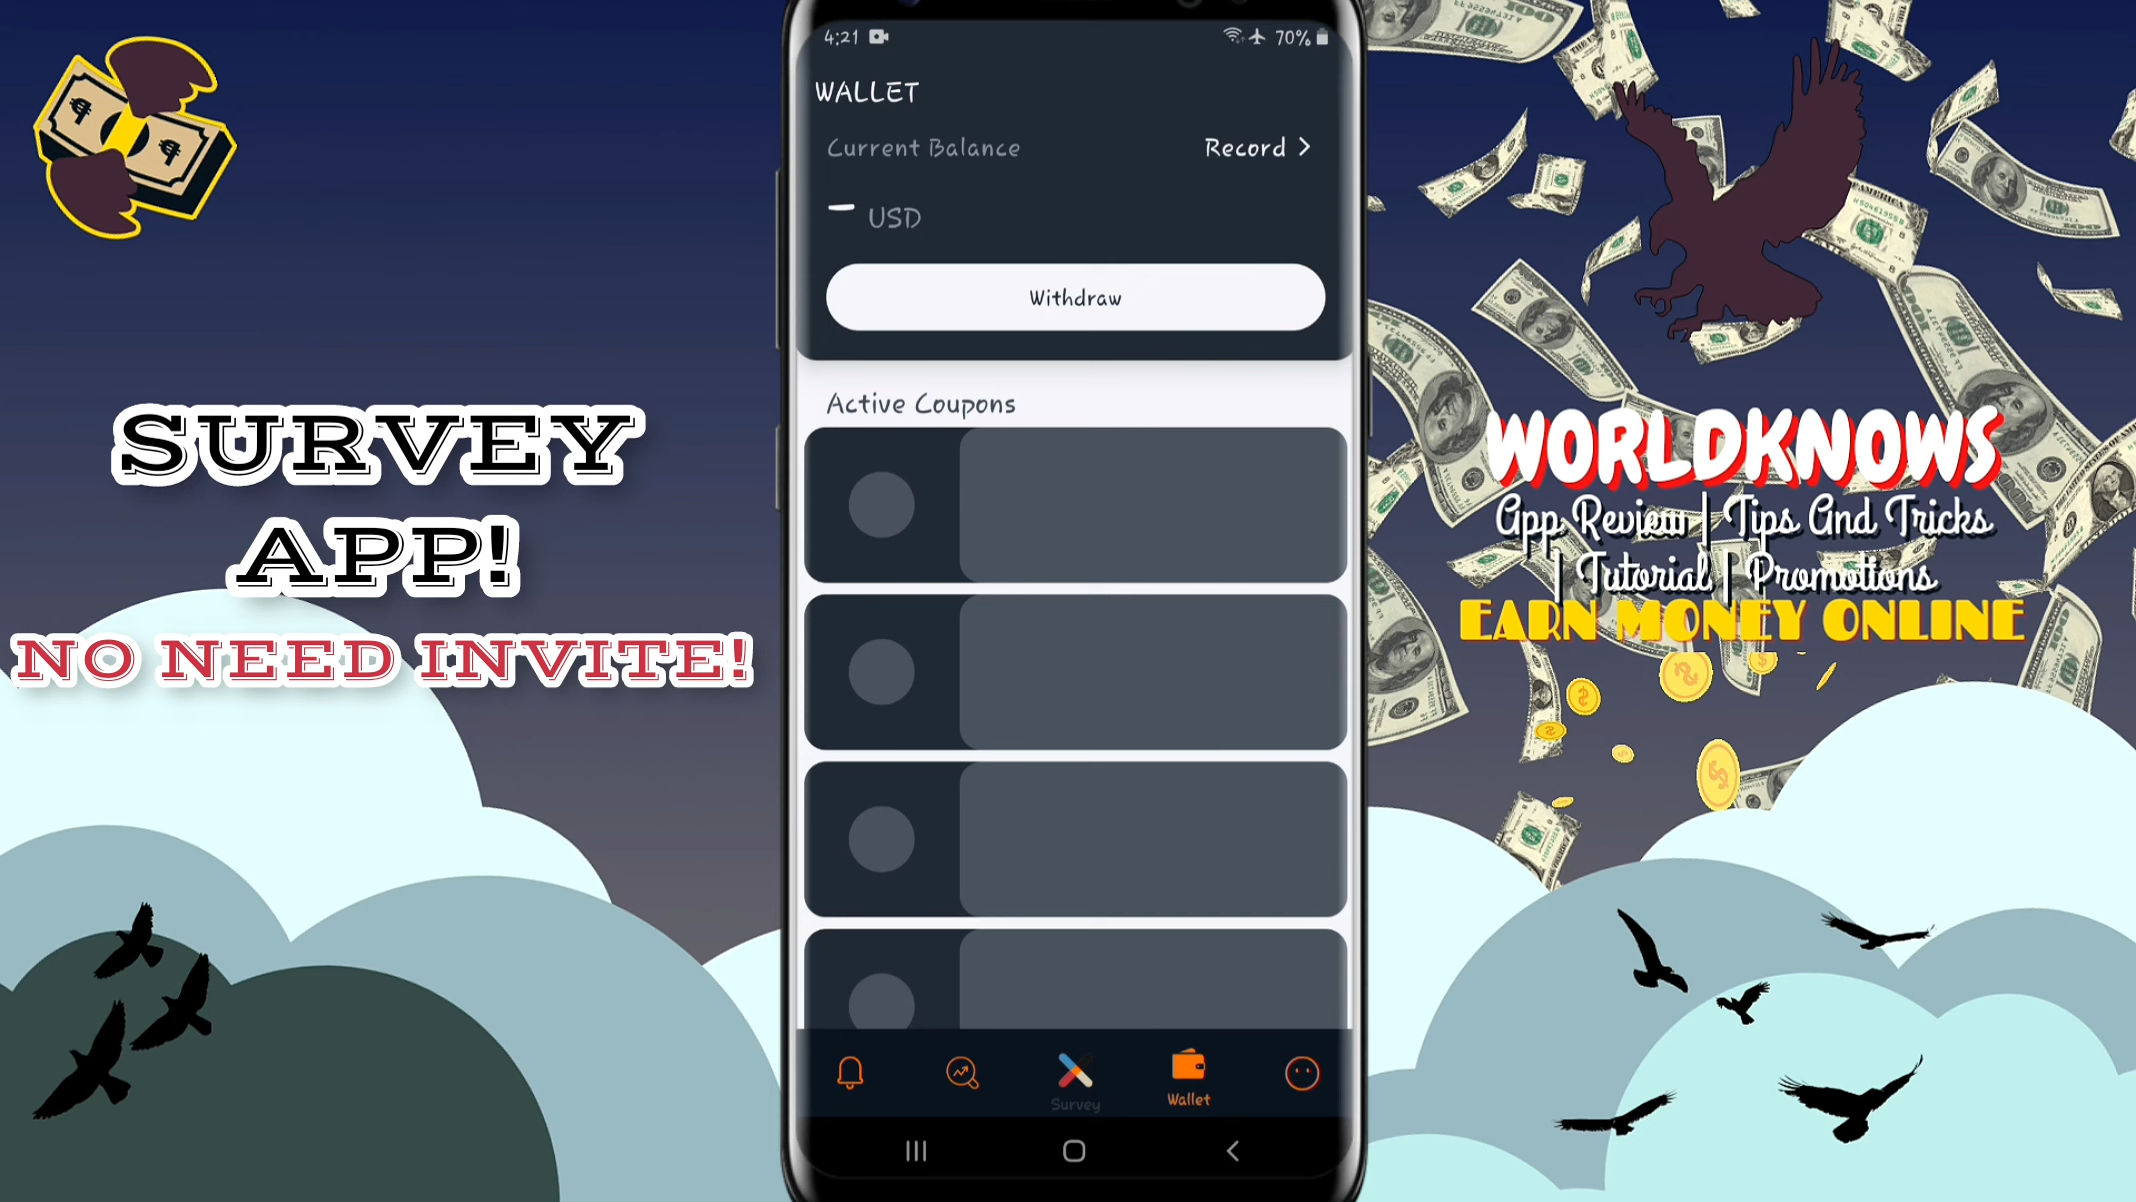 4:21
70%
WALLET
Current Balance
Record >
USD
Withdraw
Active Coupons
Survey
Wallet
SURVEY
APP!
NO NEED INVITE!
WORLDKNOWS
App Review | Tips And Tricks
| Tutorial | Promotions
EARN MONEY ONLINE